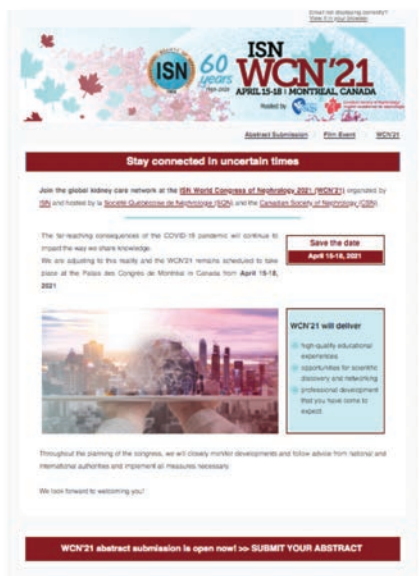 Email not displaying correctly?
View it in your browser.
ISN
60
years
1960-2020
ISN
WCN'21
APRIL 15-18 | MONTREAL, CANADA
Hosted by
Abstract Submission Film Event WCN'21
Stay connected in uncertain times
Join the global kidney care network at the ISN World Congress of Nephrology 2021 (WCN'21) organized by
ISN and hosted by la Société Québécoise de Néphrologie (SQN) and the Canadian Society of Nephrology (CSN).
The far-reaching consequences of the COVID-19 pandemic will continue to
impact the way we share knowledge.
We are adjusting to this reality and the WCN'21 remains scheduled to take
place at the Palais des Congrès de Montréal in Canada from April 15-18,
2021
Save the date
April 15-18, 2021
WCN'21 will deliver
high-quality educational
experiences
opportunities for scientific
discovery and networking
professional development
that you have come to
expect.
Throughout the planning of the congress, we will closely monitor developments and follow advice from national and
international authorities and implement all measures necessary.
We look forward to welcoming you!
WCN'21 abstract submission is open now! >> SUBMIT YOUR ABSTRACT